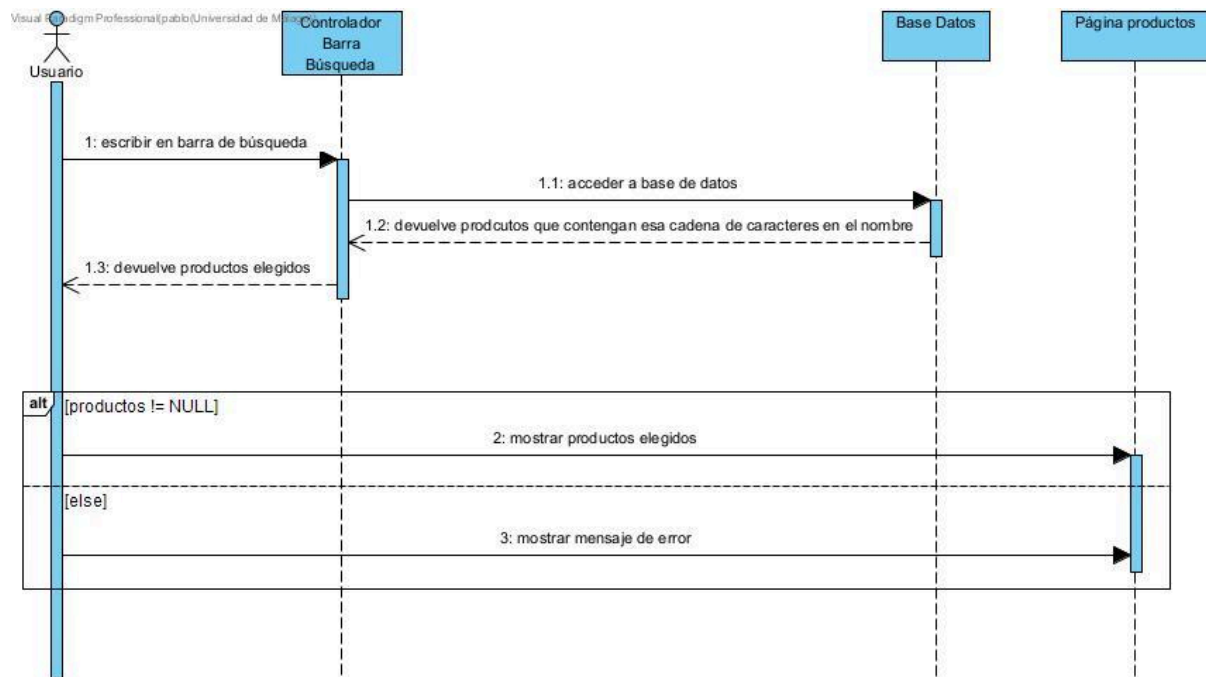 Visual Paradigm Professional(pablo(Universidad de Málaga))
Usuario
Controlador
Barra
Búsqueda
Base Datos
Página productos
1: escribir en barra de búsqueda
1.1: acceder a base de datos
1.2: devuelve prodcutos que contengan esa cadena de caracteres en el nombre
1.3: devuelve productos elegidos
alt
[productos != NULL]
2: mostrar productos elegidos
[else]
3: mostrar mensaje de error